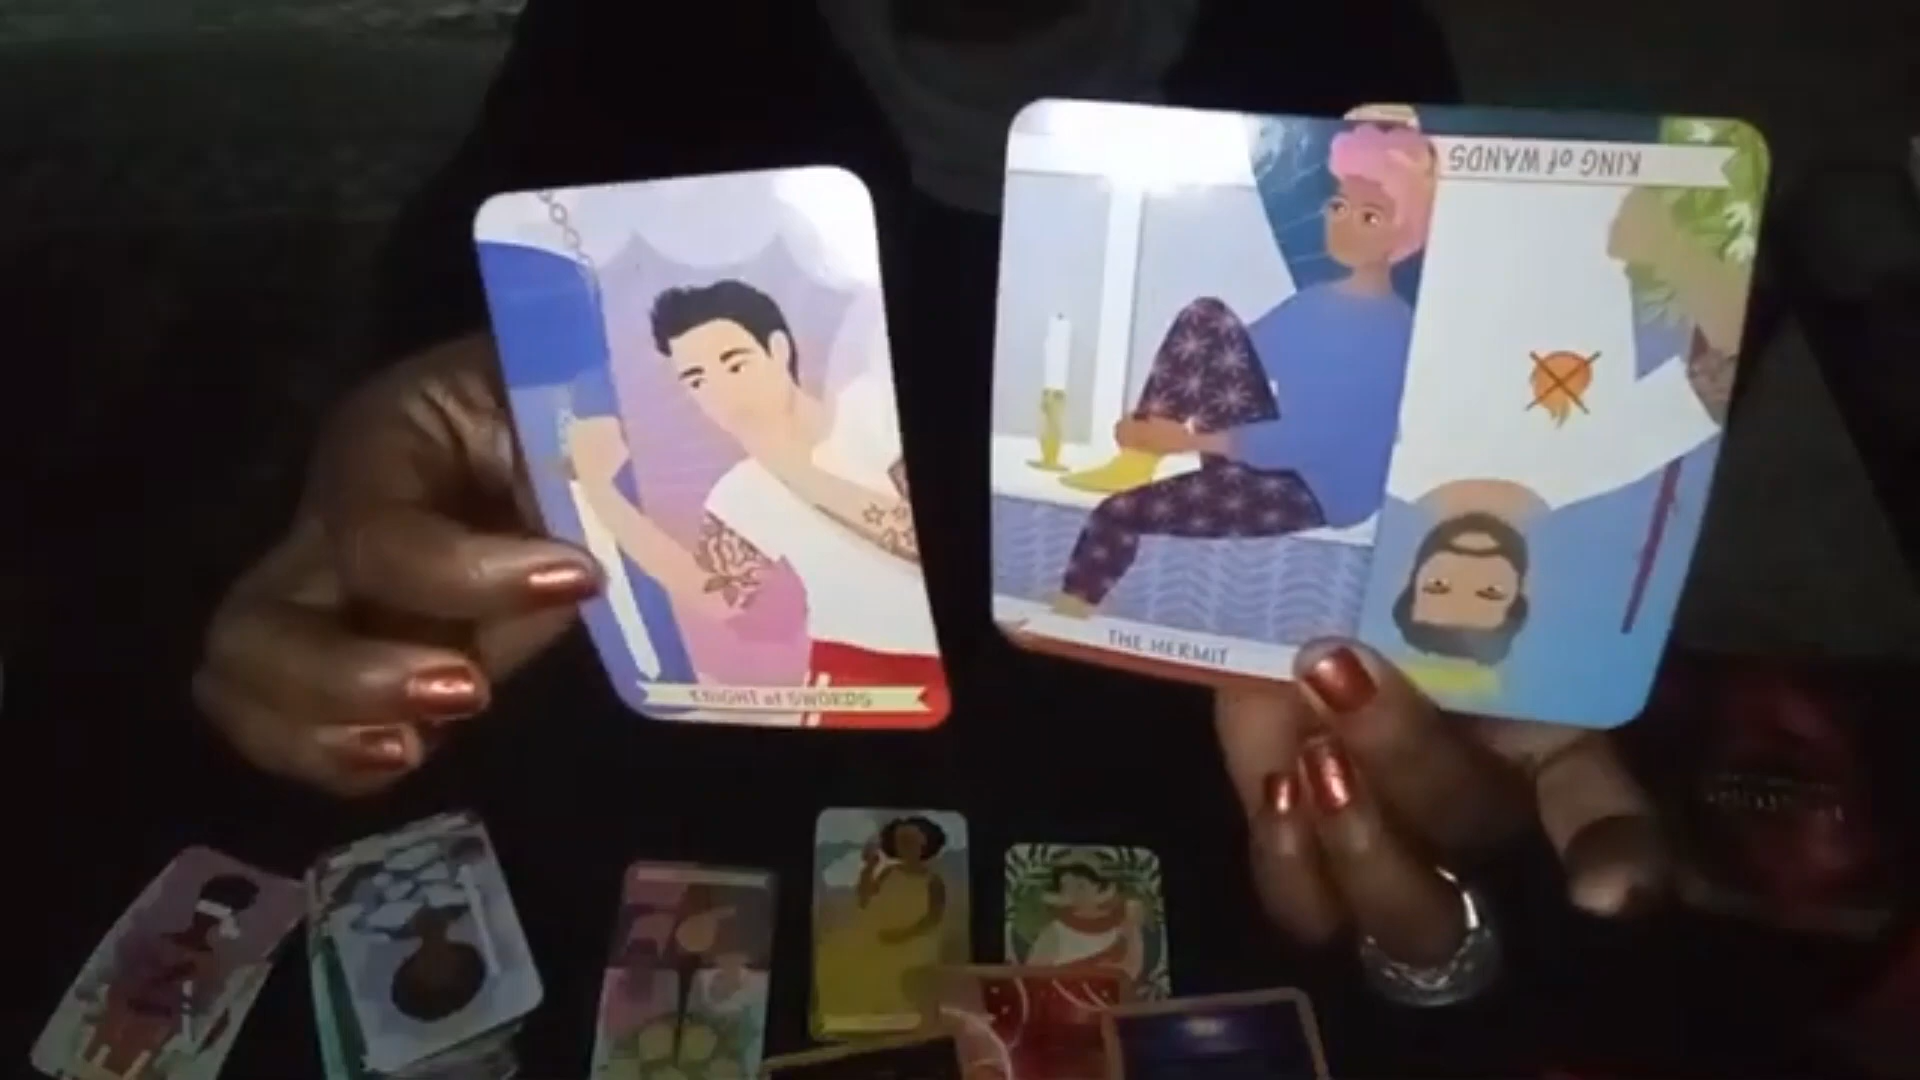 KNIGHT of SWORDS
THE HERMIT
KING of WANDS